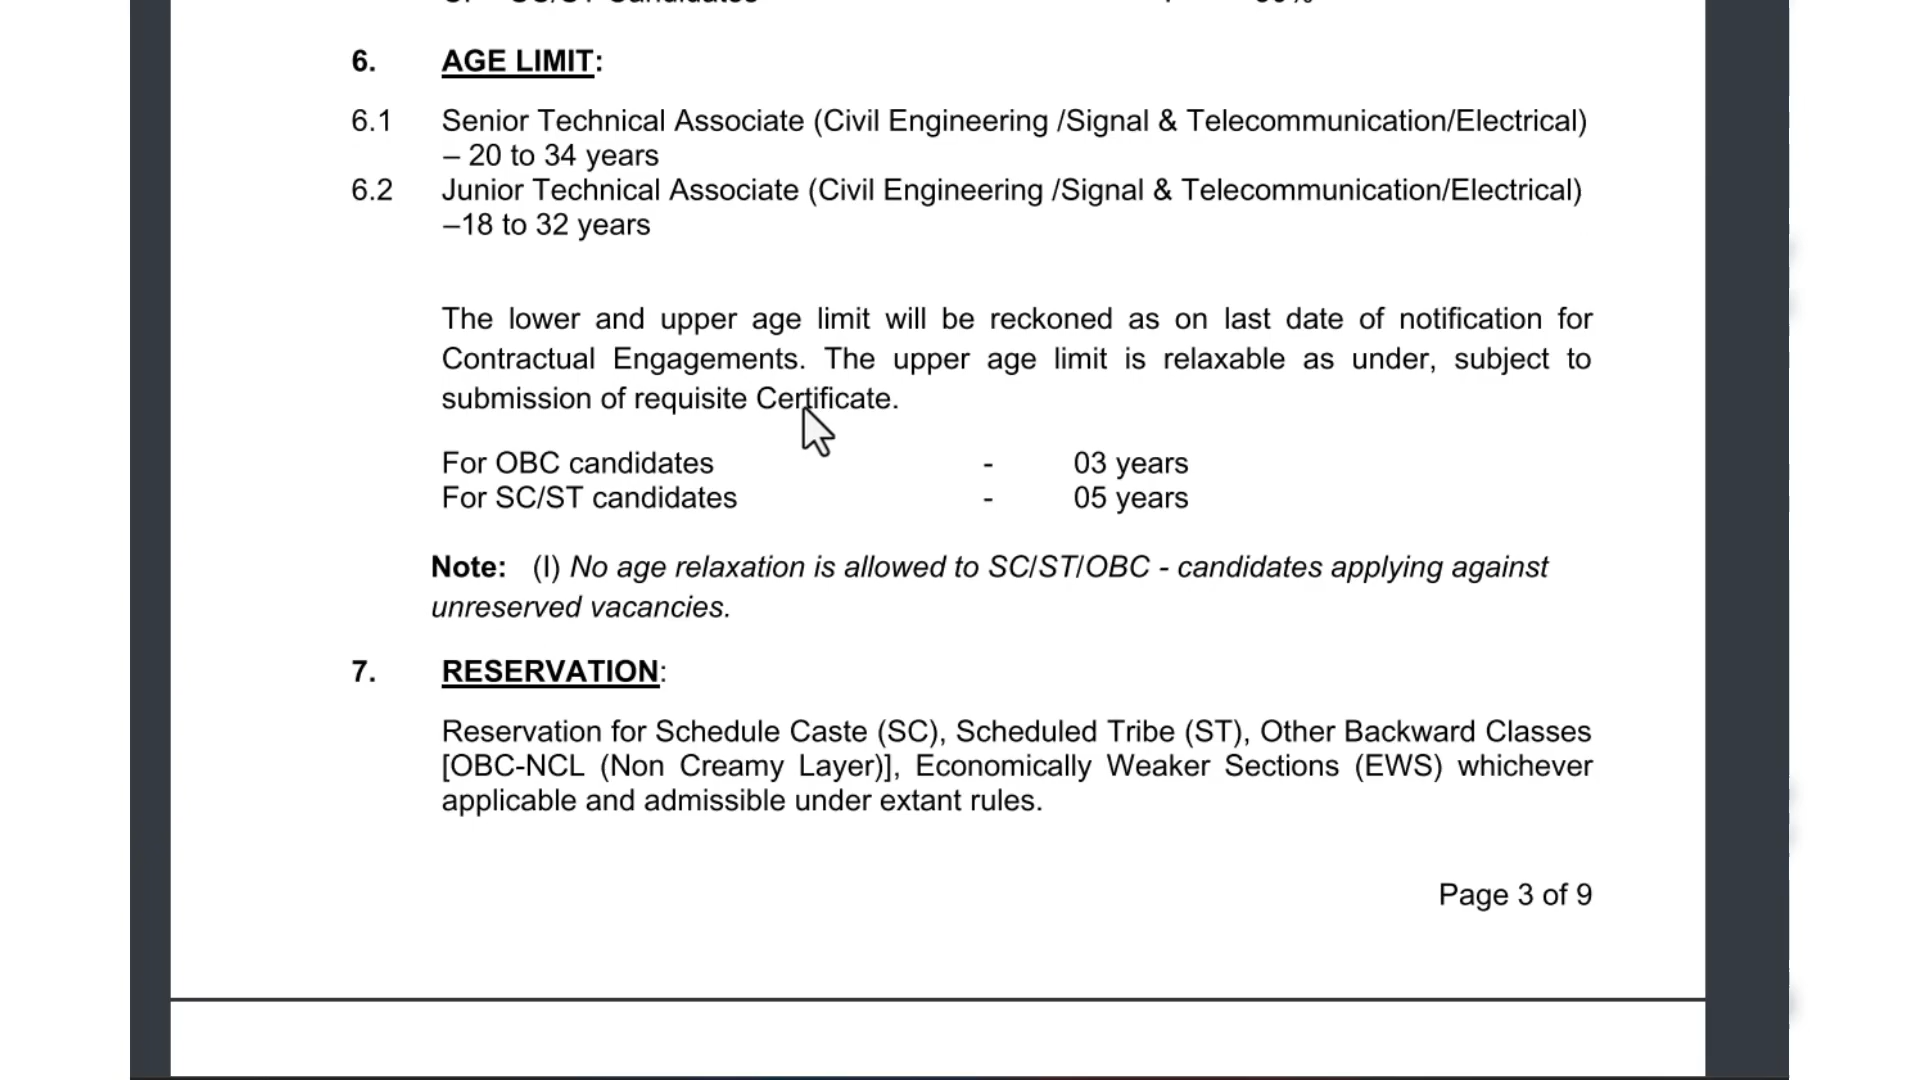 6. AGE LIMIT:
6.1 Senior Technical Associate (Civil Engineering /Signal & Telecommunication/Electrical)
– 20 to 34 years
6.2 Junior Technical Associate (Civil Engineering /Signal & Telecommunication/Electrical)
–18 to 32 years
The lower and upper age limit will be reckoned as on last date of notification for
Contractual Engagements. The upper age limit is relaxable as under, subject to
submission of requisite Certificate.
For OBC candidates - 03 years
For SC/ST candidates - 05 years
Note: (I) No age relaxation is allowed to SC/ST/OBC - candidates applying against
unreserved vacancies.
7. RESERVATION:
Reservation for Schedule Caste (SC), Scheduled Tribe (ST), Other Backward Classes
[OBC-NCL (Non Creamy Layer)], Economically Weaker Sections (EWS) whichever
applicable and admissible under extant rules.
Page 3 of 9